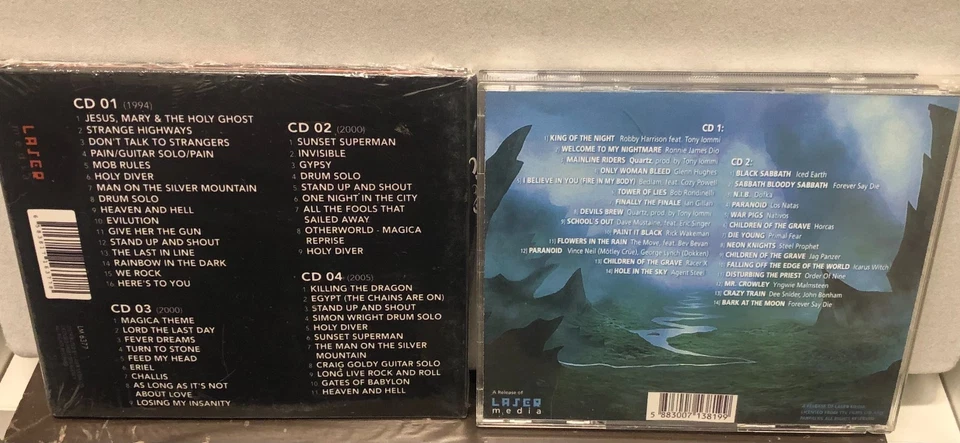 LASER
CD 01 (1994)
1 JESUS, MARY & THE HOLY GHOST
2 STRANGE HIGHWAYS
3 DON'T TALK TO STRANGERS
4 PAIN/GUITAR SOLO/PAIN
5 MOB RULES
6 HOLY DIVER
7 MAN ON THE SILVER MOUNTAIN
8 DRUM SOLO
9 HEAVEN AND HELL
10 EVILUTION
11 GIVE HER THE GUN
12 STAND UP AND SHOUT
13 THE LAST IN LINE
14 RAINBOW IN THE DARK
15 WE ROCK
16 HERE'S TO YOU
CD 02 (2000)
1 SUNSET SUPERMAN
2 INVISIBLE
3 GYPSY
4 DRUM SOLO
5 STAND UP AND SHOUT
6 ONE NIGHT IN THE CITY
7 ALL THE FOOLS THAT
SAILED AWAY
8 OTHERWORLD - MAGICA
REPRISE
9 HOLY DIVER
CD 03 (2000)
1 MAGICA THEME
2 LORD THE LAST DAY
3 FEVER DREAMS
4 TURN TO STONE
5 FEED MY HEAD
6 ERIEL
7 CHALLIS
8 AS LONG AS IT'S NOT
ABOUT LOVE
9 LOSING MY INSANITY
CD 04 (2005)
1 KILLING THE DRAGON
2 EGYPT (THE CHAINS ARE ON)
3 STAND UP AND SHOUT
4 SIMON WRIGHT DRUM SOLO
5 HOLY DIVER
6 SUNSET SUPERMAN
7 THE MAN ON THE SILVER
MOUNTAIN
8 CRAIG GOLDY GUITAR SOLO
9 LONG LIVE ROCK AND ROLL
10 GATES OF BABYLON
11 HEAVEN AND HELL
CD 1:
1) KING OF THE NIGHT Robby Harrison feat. Tony Iommi
2) WELCOME TO MY NIGHTMARE Ronnie James Dio
3) MAINLINE RIDERS Quartz, prod. by Tony Iommi
4) ONLY WOMAN BLEED Glenn Hughes
5) I BELIEVE IN YOU (FIRE IN MY BODY) Bedlam feat. Cozy Powell
6) TOWER OF LIES Bob Rondinelli
7) FINALLY THE FINALE Ian Gillan
8) DEVILS BREW Quartz, prod. by Tony Iommi
9) SCHOOL'S OUT Dave Mustaine, feat. Eric Singer
10) PAINT IT BLACK Rick Wakeman
11) FLOWERS IN THE RAIN The Move, feat. Bev Bevan
12) PARANOID Vince Neil (Mötley Crüe), George Lynch (Dokken)
13) CHILDREN OF THE GRAVE Racer X
14) HOLE IN THE SKY Agent Steel
CD 2:
BLACK SABBATH Iced Earth
SABBATH BLOODY SABBATH Forever Say Die
N.I.B.
PARANOID Los Natas
WAR PIGS Nativos
CHILDREN OF THE GRAVE Horcas
DIE YOUNG Primal Fear
NEON KNIGHTS Steel Prophet
CHILDREN OF THE GRAVE Jag Panzer
FALLING OFF THE EDGE OF THE WORLD Icarus Witch
DISTURBING THE PRIEST Order Of Nine
MR. CROWLEY Yngwie Malmsteen
13) CRAZY TRAIN Dee Snider, John Bonham
14) BARK AT THE MOON Forever Say Die
A Release of
LASER
media
5 883007 138199